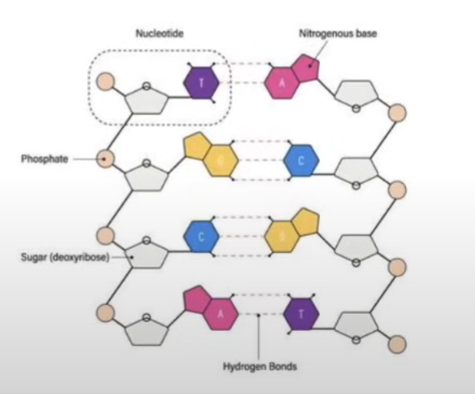 Nucleotide
Nitrogenous base
T A
Phosphate
G C
C G
Sugar (deoxyribose)
A T
Hydrogen Bonds